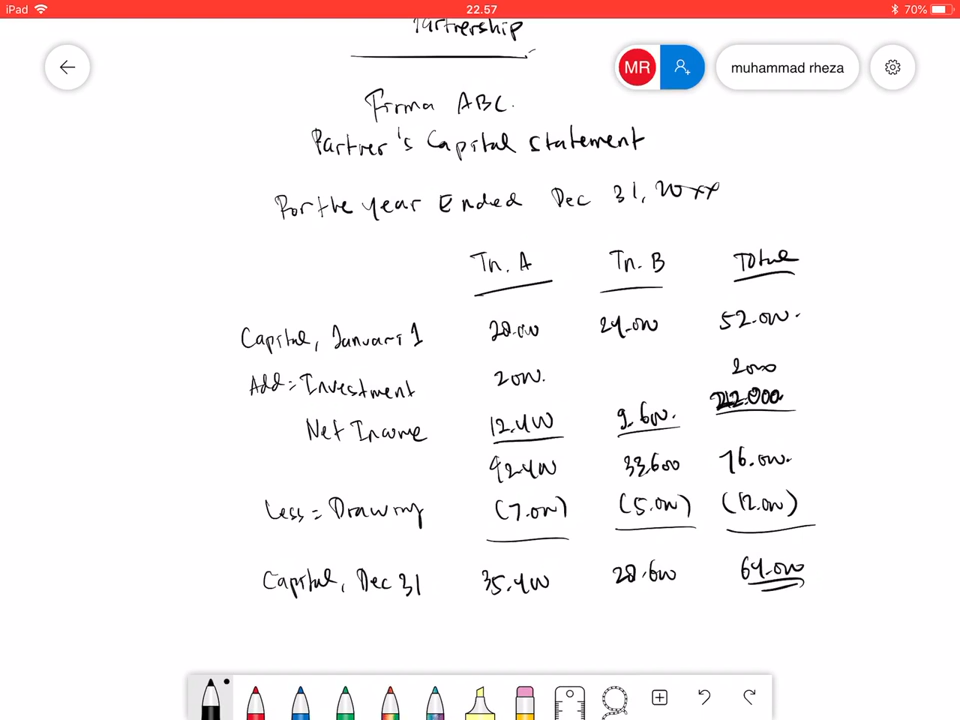 iPad 22.57 70%
Partnership
MR muhammad rheza
Firma ABC.
Partner's Capital Statement
For the year Ended Dec 31, 20xx
Tn. A Tn. B Total
Capital, Januari 1 28.000 24.000 52.000.
Add = Investment 2000. 2000
Net Income 12.400 9.600. 22.000
42.400 33.600 76.000.
Less = Drawing (7.000) (5.000) (12.000)
Capital, Dec 31 35.400 28.600 64.000